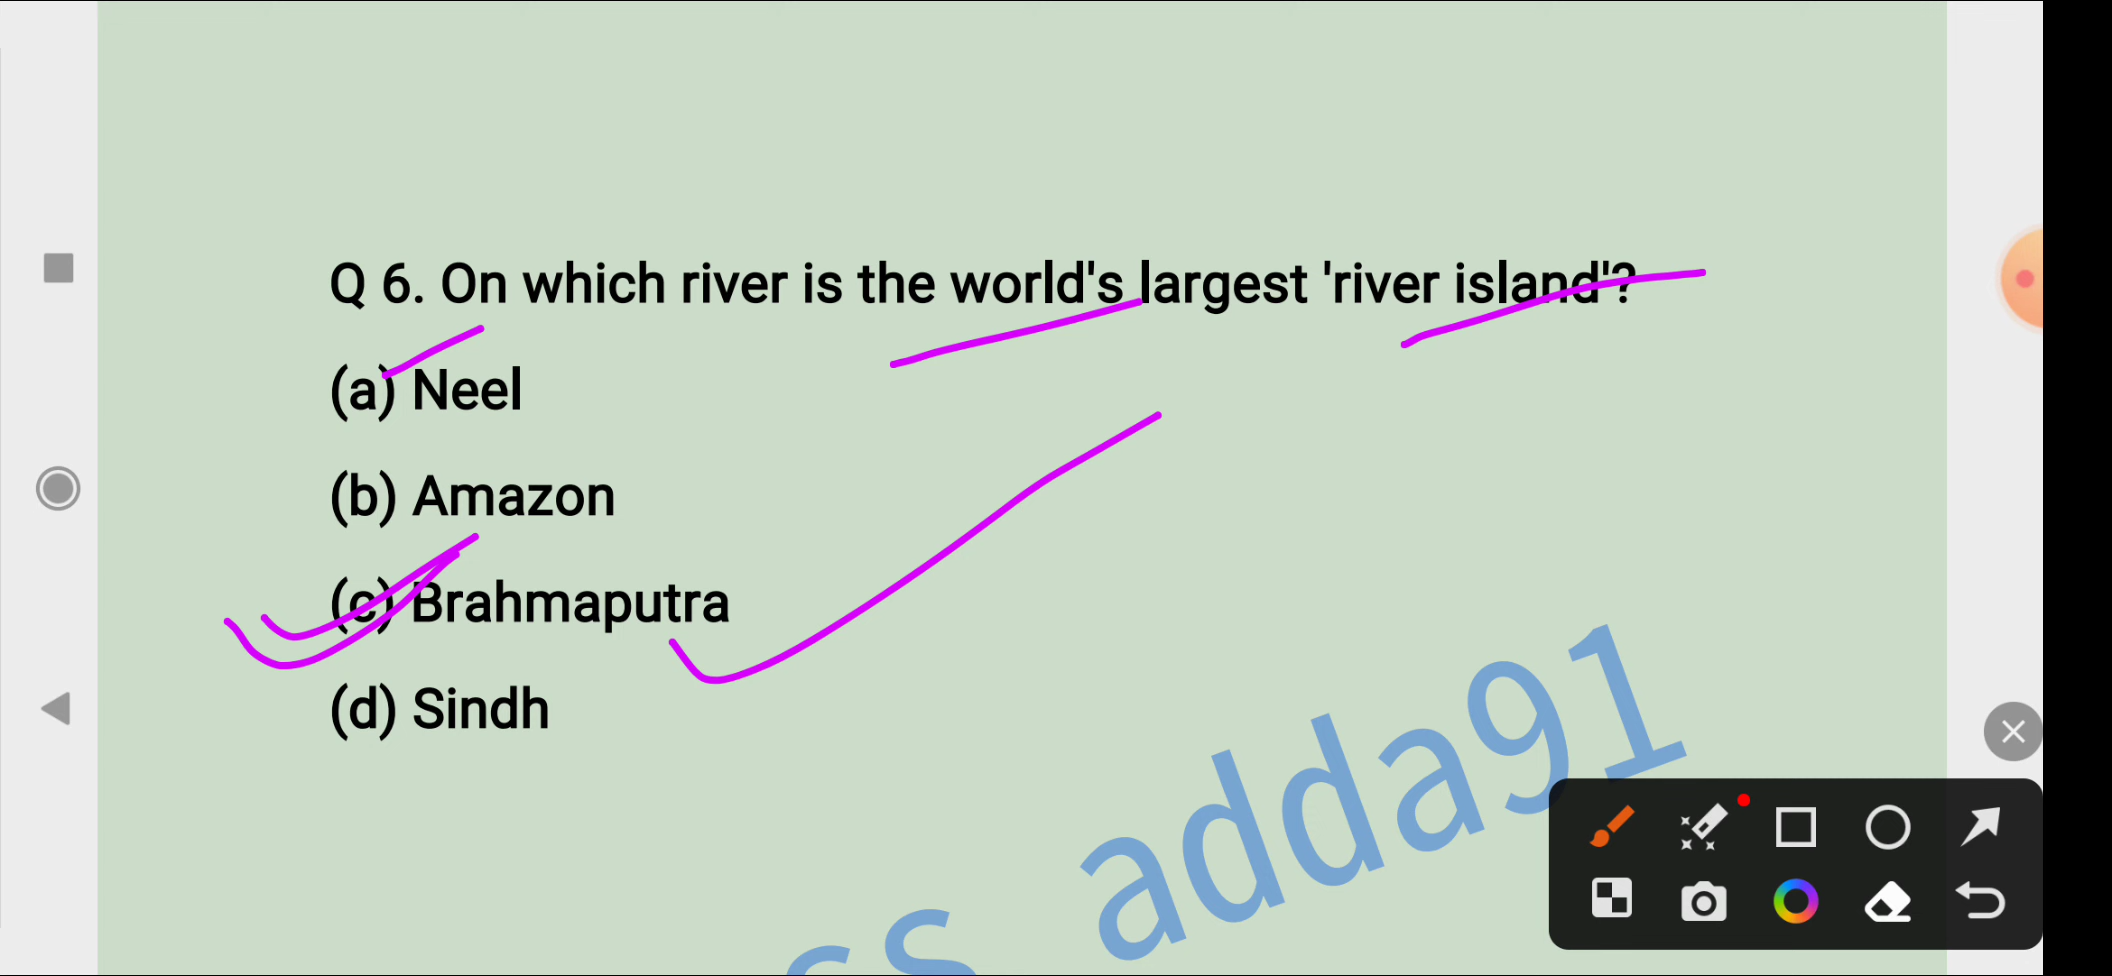 Q 6. On which river is the world's largest 'river island'?
(a) Neel
(b) Amazon
(c) Brahmaputra
(d) Sindh
adda91